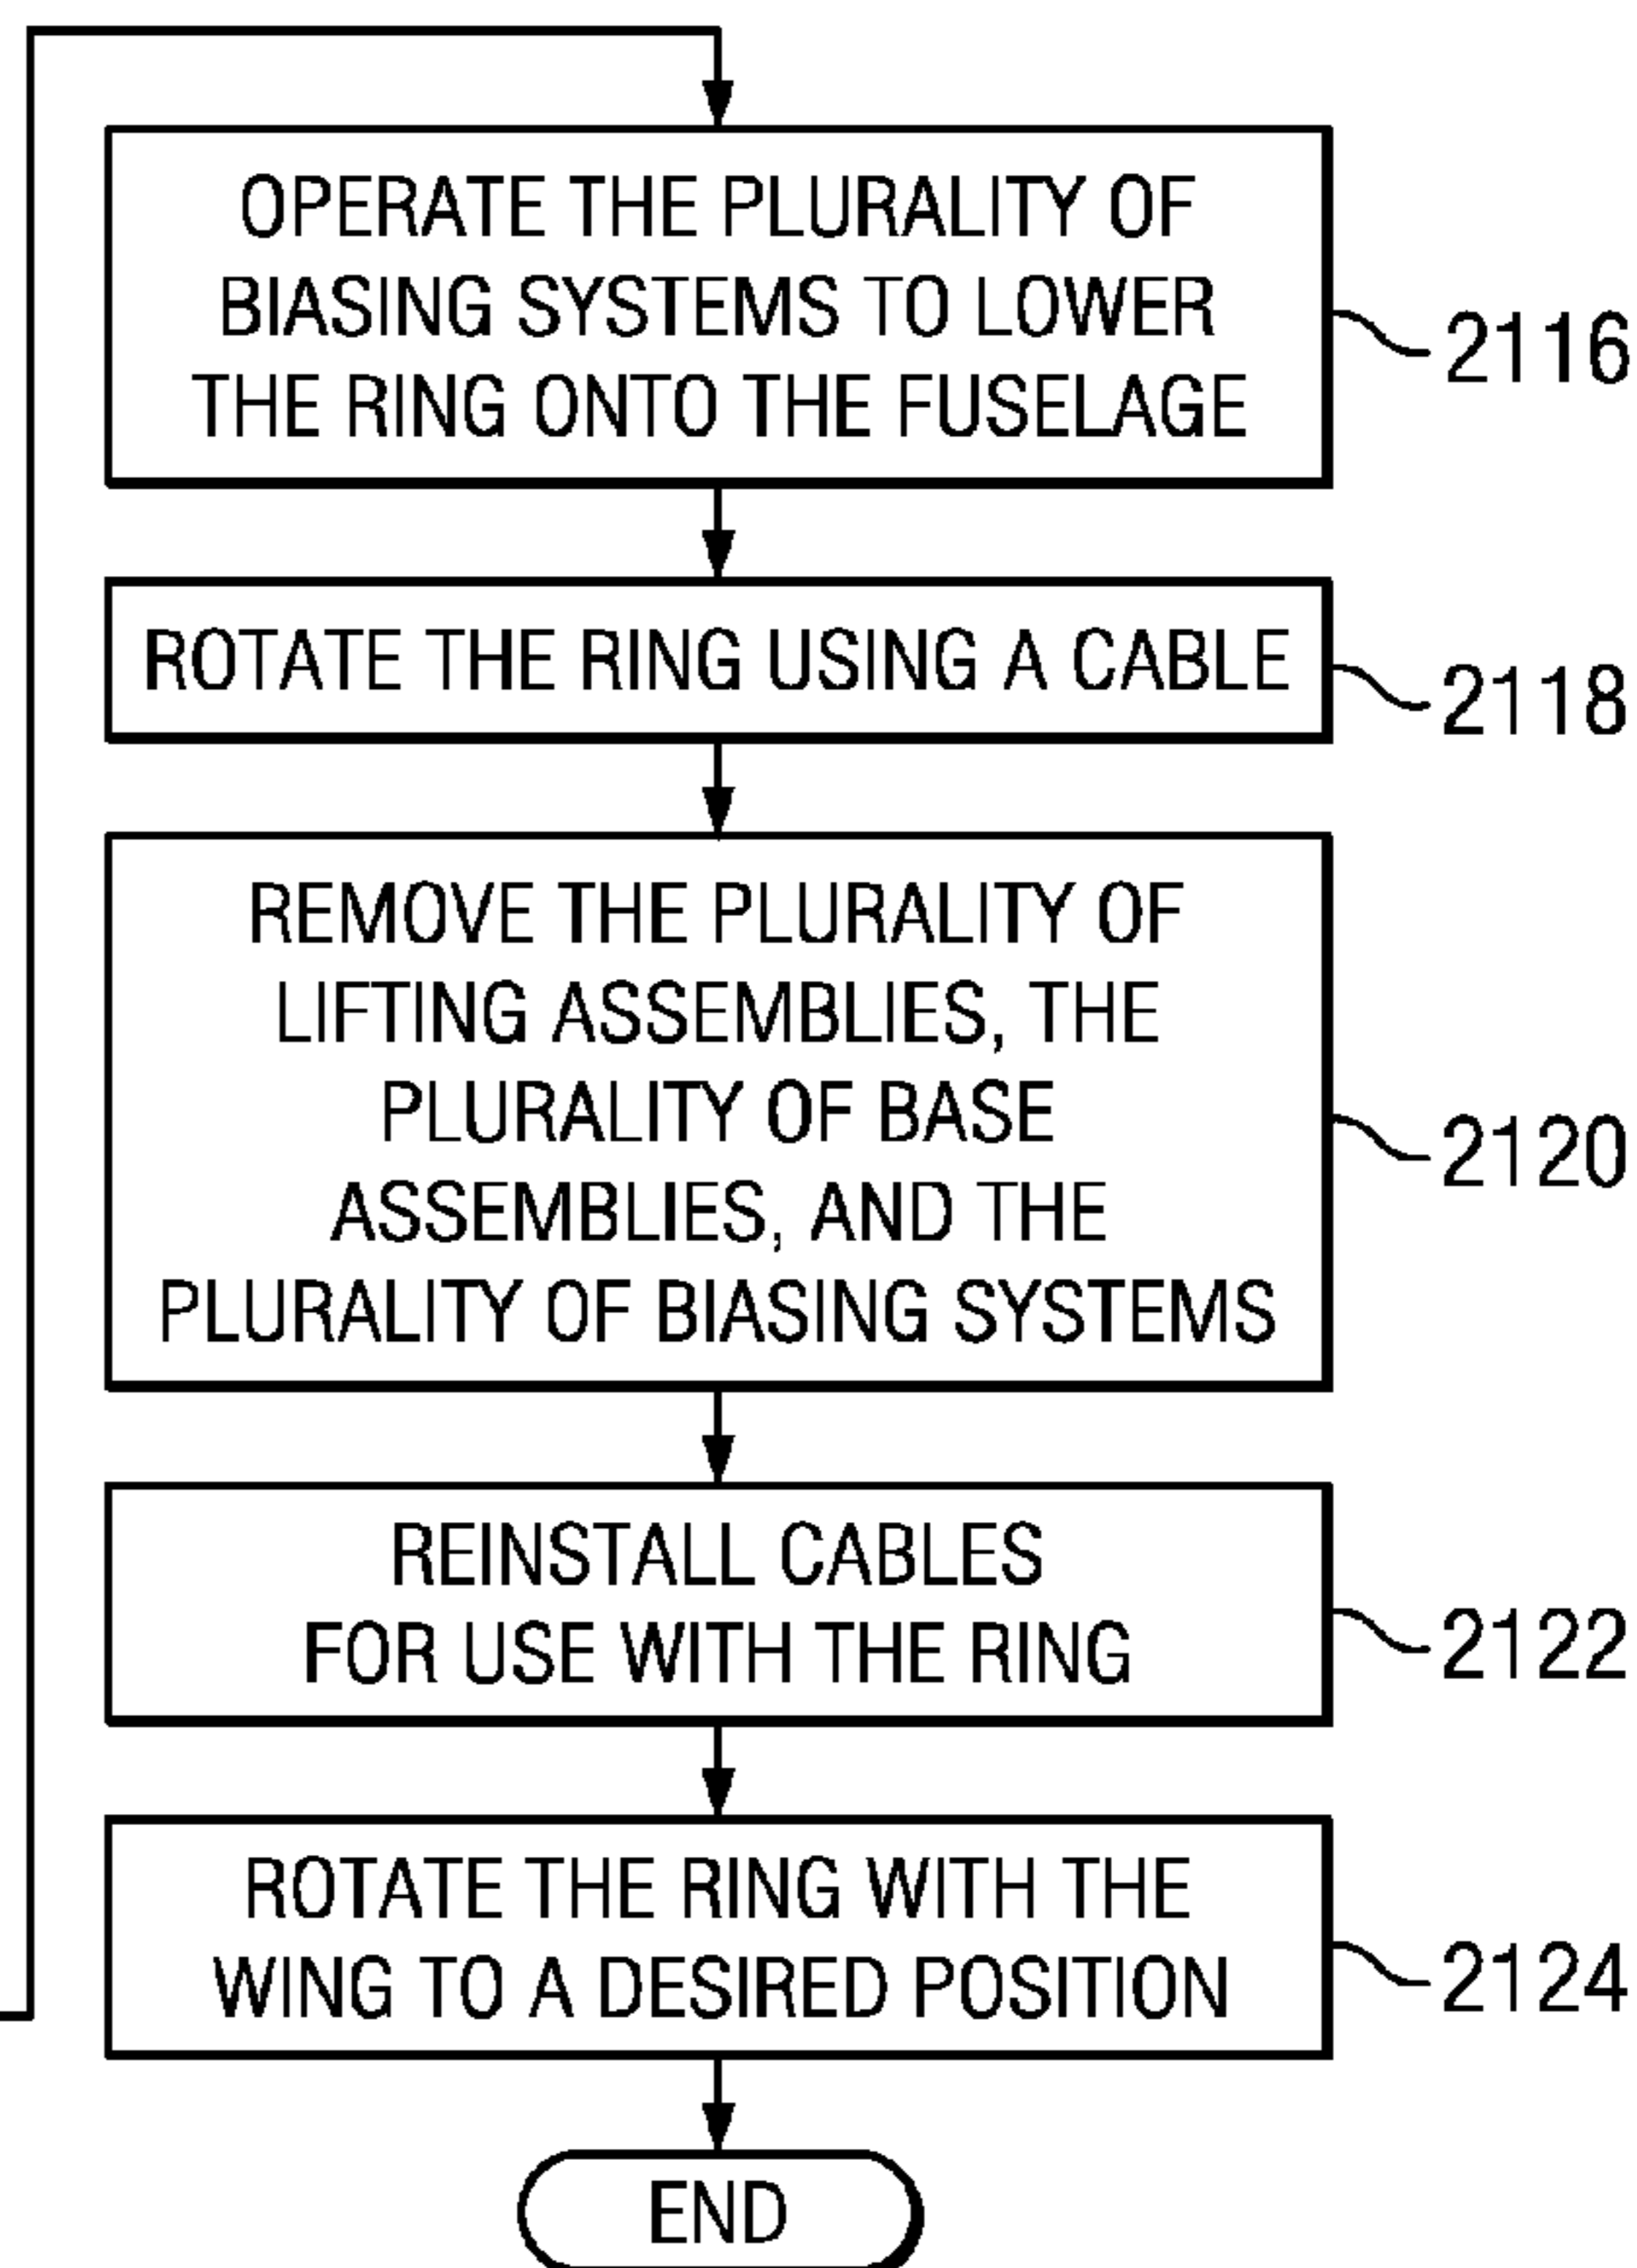 OPERATE THE PLURALITY OF
BIASING SYSTEMS TO LOWER
THE RING ONTO THE FUSELAGE
2116
ROTATE THE RING USING A CABLE
2118
REMOVE THE PLURALITY OF
LIFTING ASSEMBLIES, THE
PLURALITY OF BASE
ASSEMBLIES, AND THE
PLURALITY OF BIASING SYSTEMS
2120
REINSTALL CABLES
FOR USE WITH THE RING
2122
ROTATE THE RING WITH THE
WING TO A DESIRED POSITION
2124
END